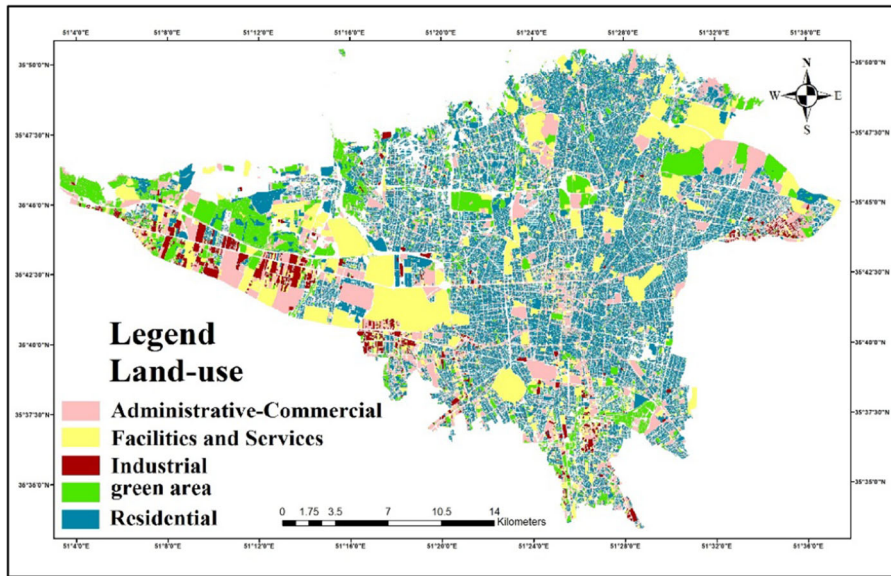 51°4'0"E 51°8'0"E 51°12'0"E 51°16'0"E 51°20'0"E 51°24'0"E 51°28'0"E 51°32'0"E 51°36'0"E
35°50'0"N 35°50'0"N
N
W E
S
35°47'30"N 35°47'30"N
35°45'0"N 35°45'0"N
35°42'30"N 35°42'30"N
35°40'0"N 35°40'0"N
35°37'30"N 35°37'30"N
35°35'0"N 35°35'0"N
Legend
Land-use
Administrative-Commercial
Facilitics and Services
Industrial
green area
Residential
0 1.75 3.5 7 10.5 14
Kilometers
51°4'0"E 51°8'0"E 51°12'0"E 51°16'0"E 51°20'0"E 51°24'0"E 51°28'0"E 51°32'0"E 51°36'0"E